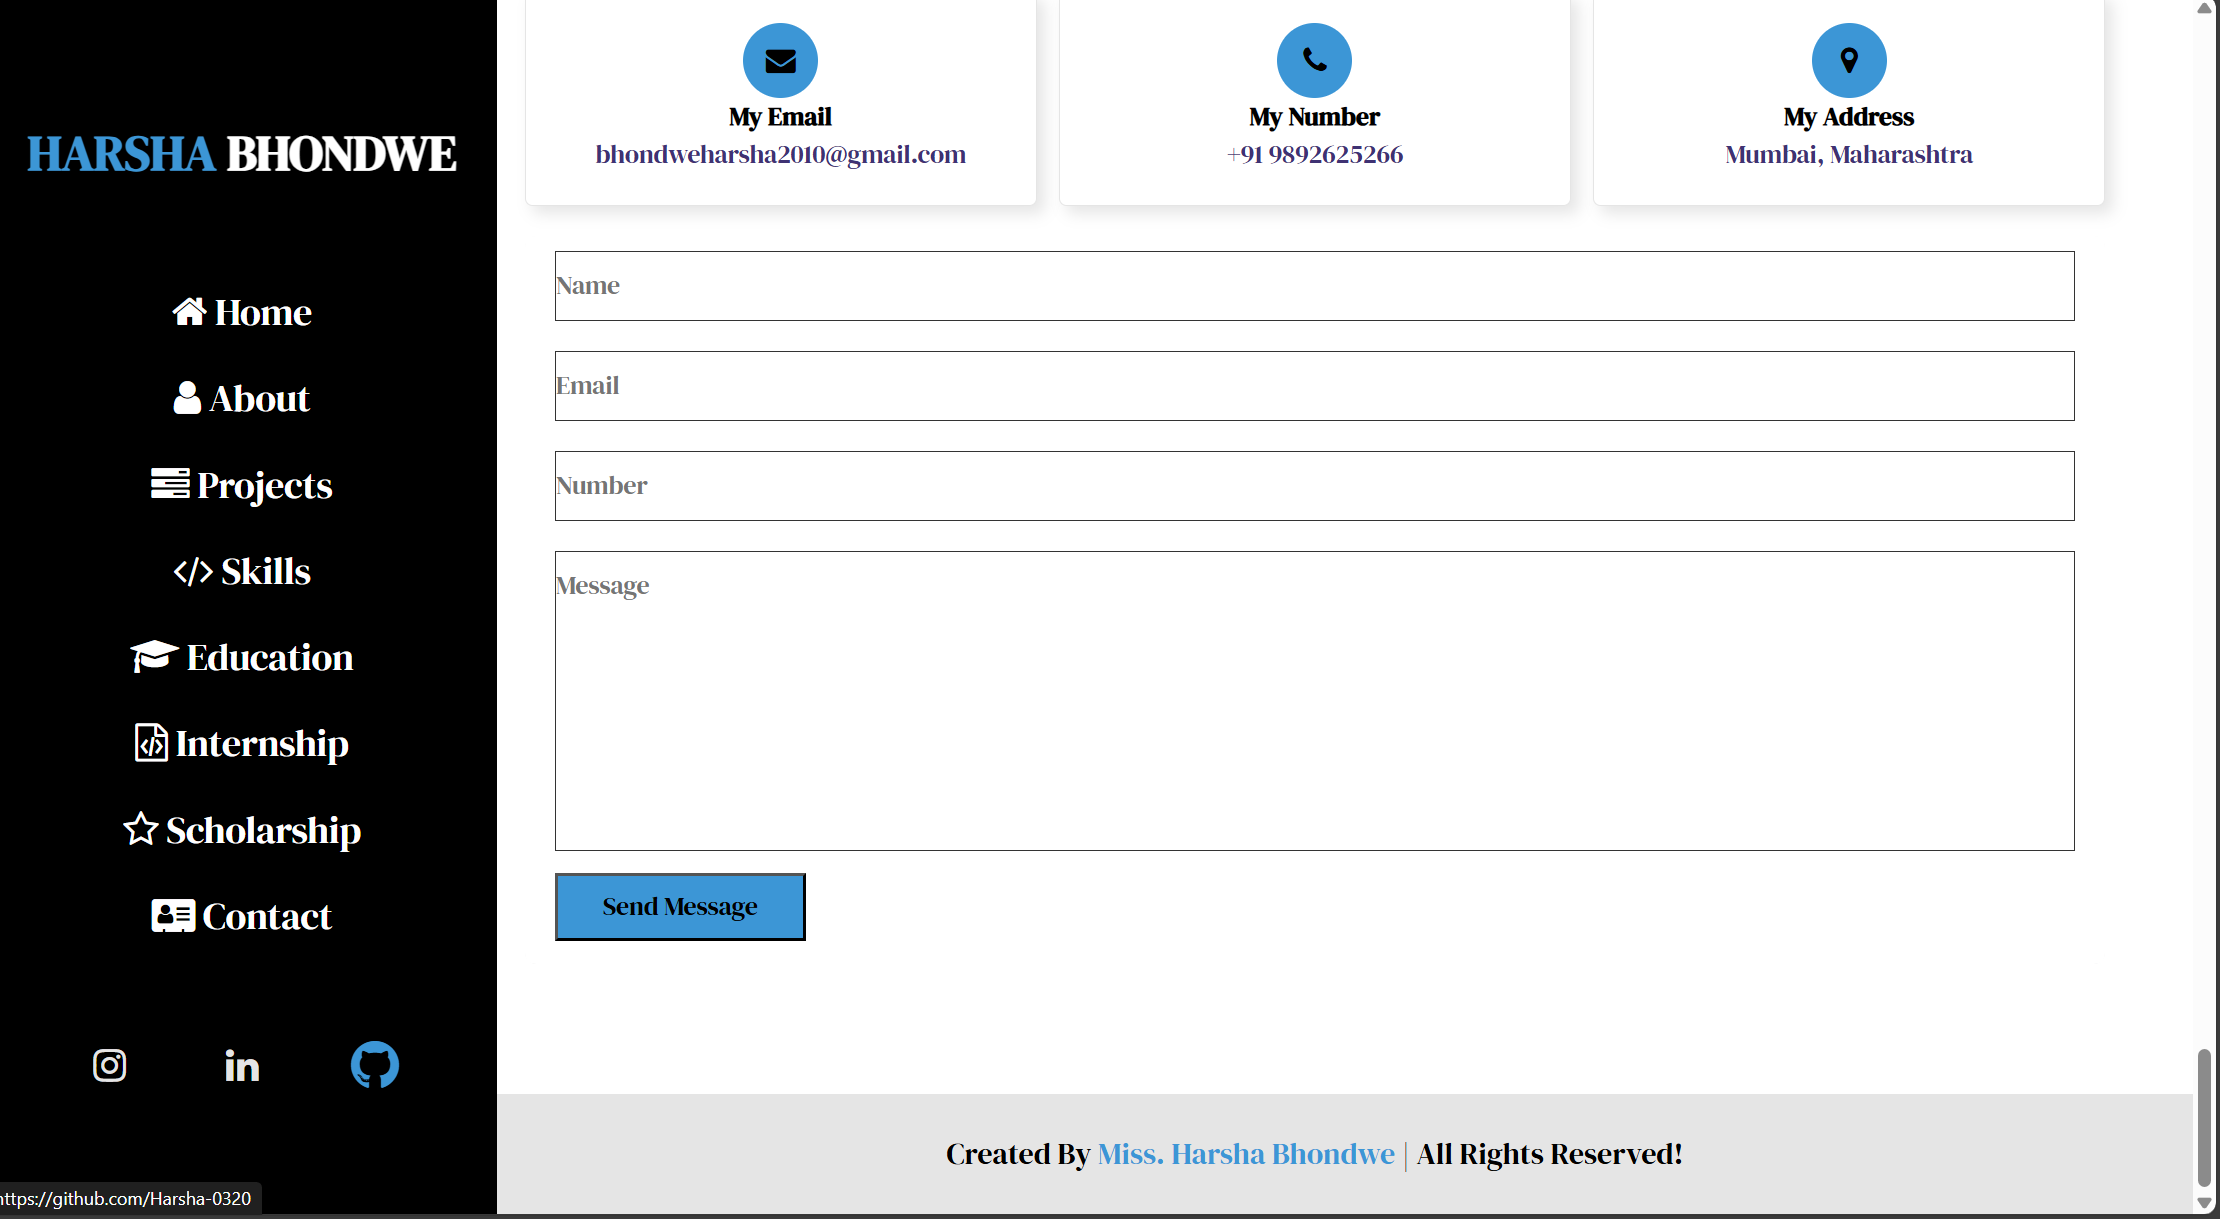 HARSHA BHONDWE
Home
About
Projects
Skills
Education
Internship
Scholarship
Contact
My Email
bhondweharsha2010@gmail.com
My Number
+91 9892625266
My Address
Mumbai, Maharashtra
Name
Email
Number
Message
Send Message
Created By Miss. Harsha Bhondwe | All Rights Reserved!
ttps://github.com/Harsha-0320